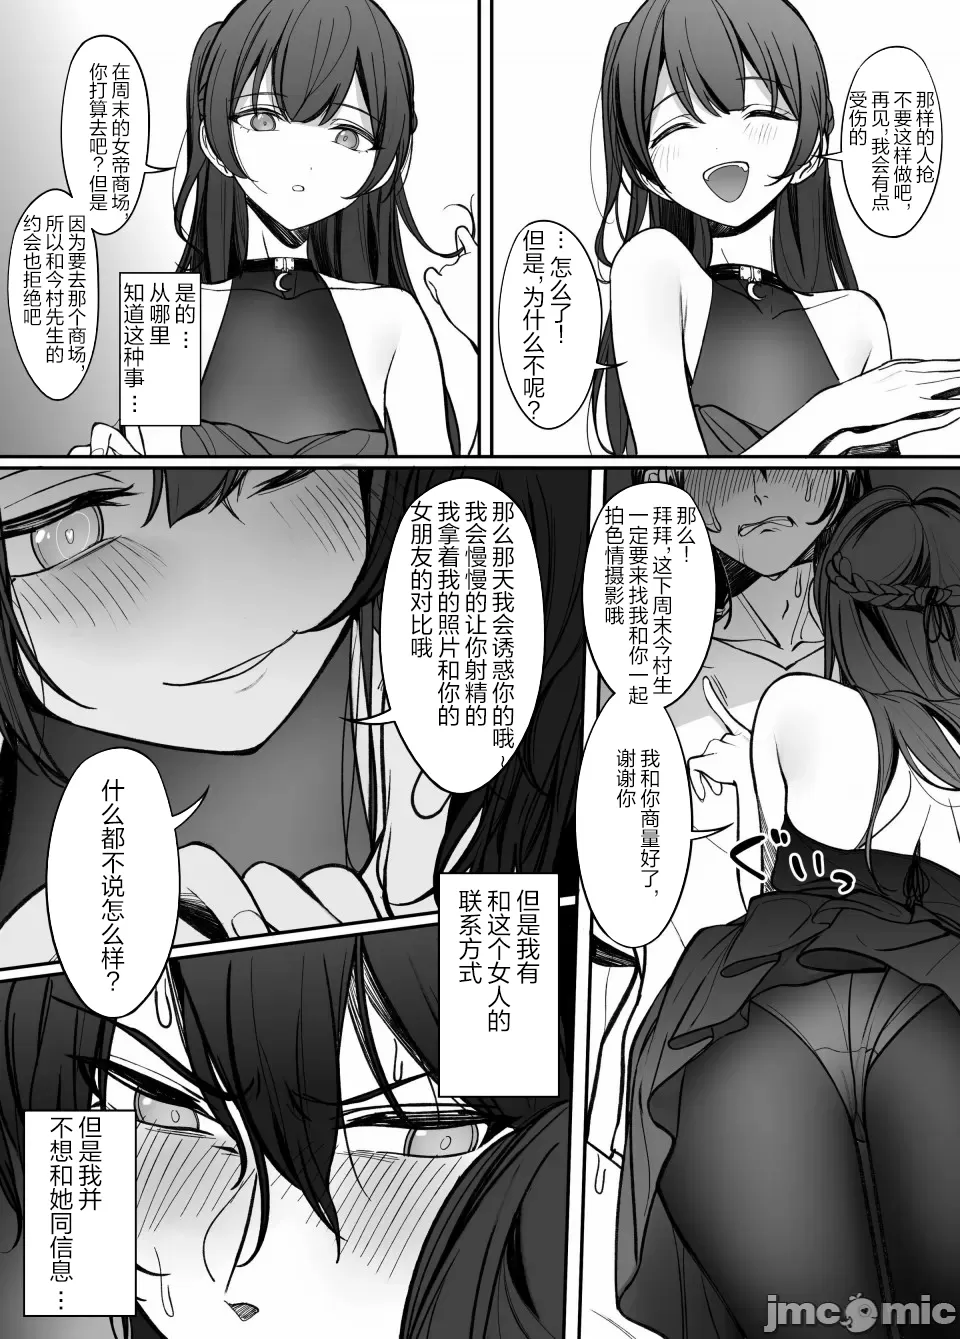 那样的人抢
不要这样做吧,
再见,我会有点
受伤的
…怎么了!
但是,为什么不呢?
在周末的女帝商场,
你打算去吧?但是
因为要去那个商场,
所以和今村先生的
约会也拒绝吧
是的…
从哪里
知道这种事…
那么!
拜拜,这下周末今村生
一定要来找我和你一起
拍色情摄影哦
我和你商量好了,
谢谢你
ぐいっ
那么那天我会诱惑你的哦~
我会慢慢的让你射精的
我拿着我的照片和你的
女朋友的对比哦
什么都不说怎么样?
但是我有
和这个女人的
联系方式
但是我并
不想和她同信息…
jmcomic